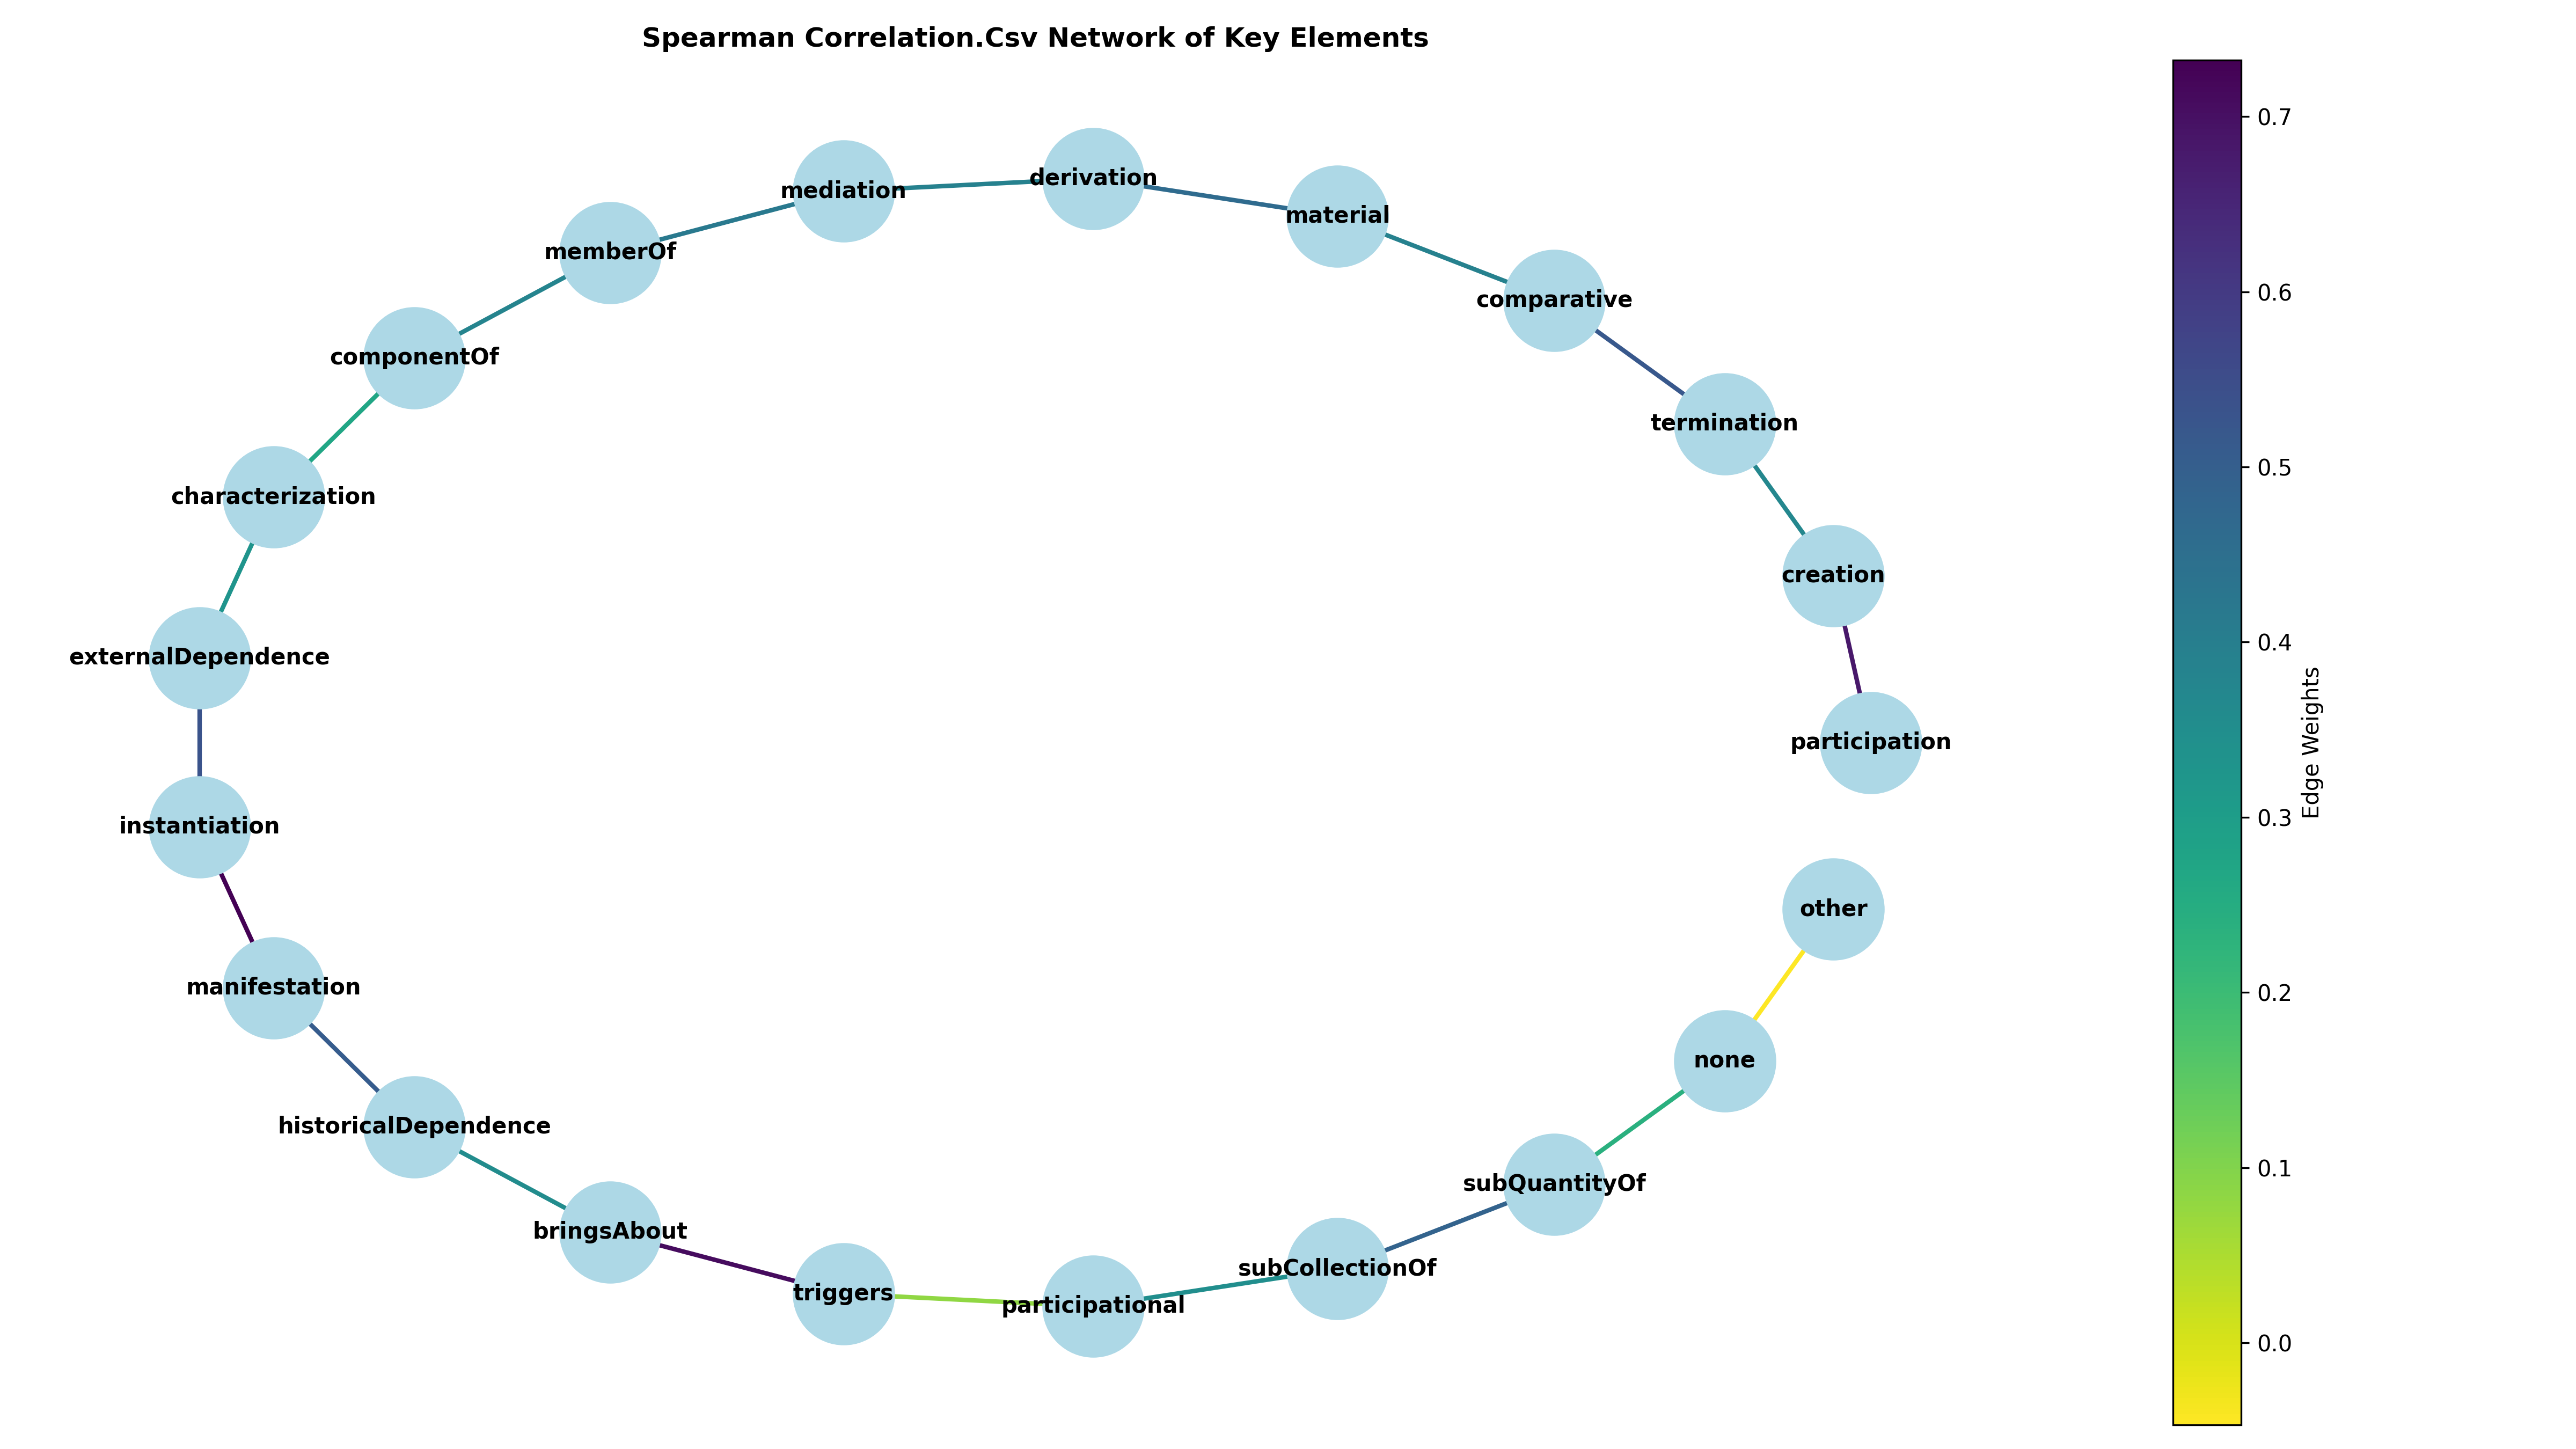 Spearman Correlation.Csv Network of Key Elements
derivation
mediation
material
memberOf
comparative
componentOf
termination
characterization
creation
externalDependence
participation
instantiation
other
manifestation
none
historicalDependence
subQuantityOf
bringsAbout
subCollectionOf
triggers
participational
0.7
0.6
0.5
0.4
0.3
0.2
0.1
0.0
Edge Weights